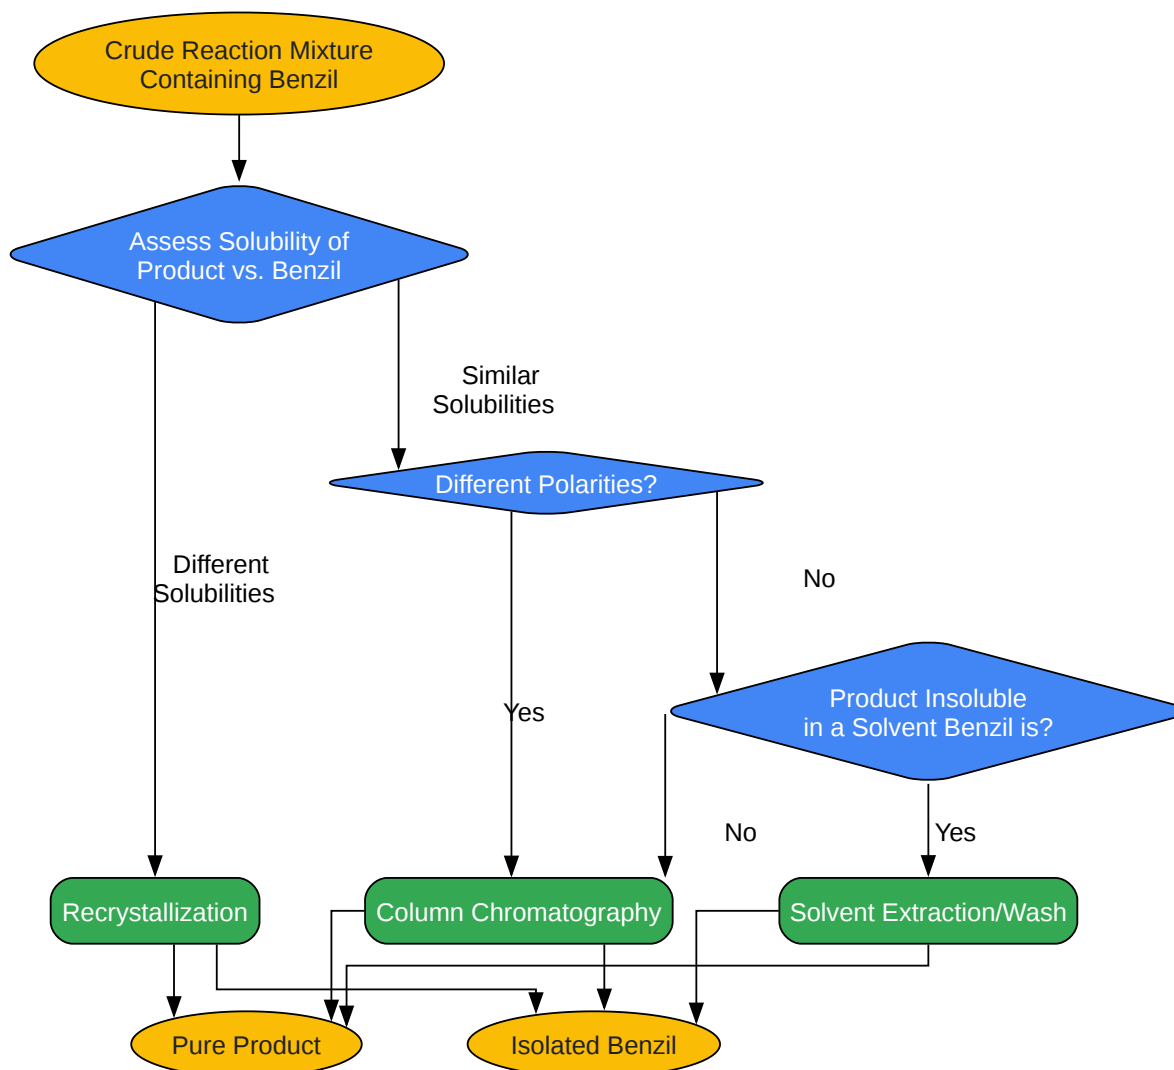 Crude Reaction Mixture
Containing Benzil
Assess Solubility of
Product vs. Benzil
Similar
Solubilities
Different Polarities?
Different
Solubilities
No
Product Insoluble
in a Solvent Benzil is?
Yes
No
Yes
Recrystallization
Column Chromatography
Solvent Extraction/Wash
Pure Product
Isolated Benzil